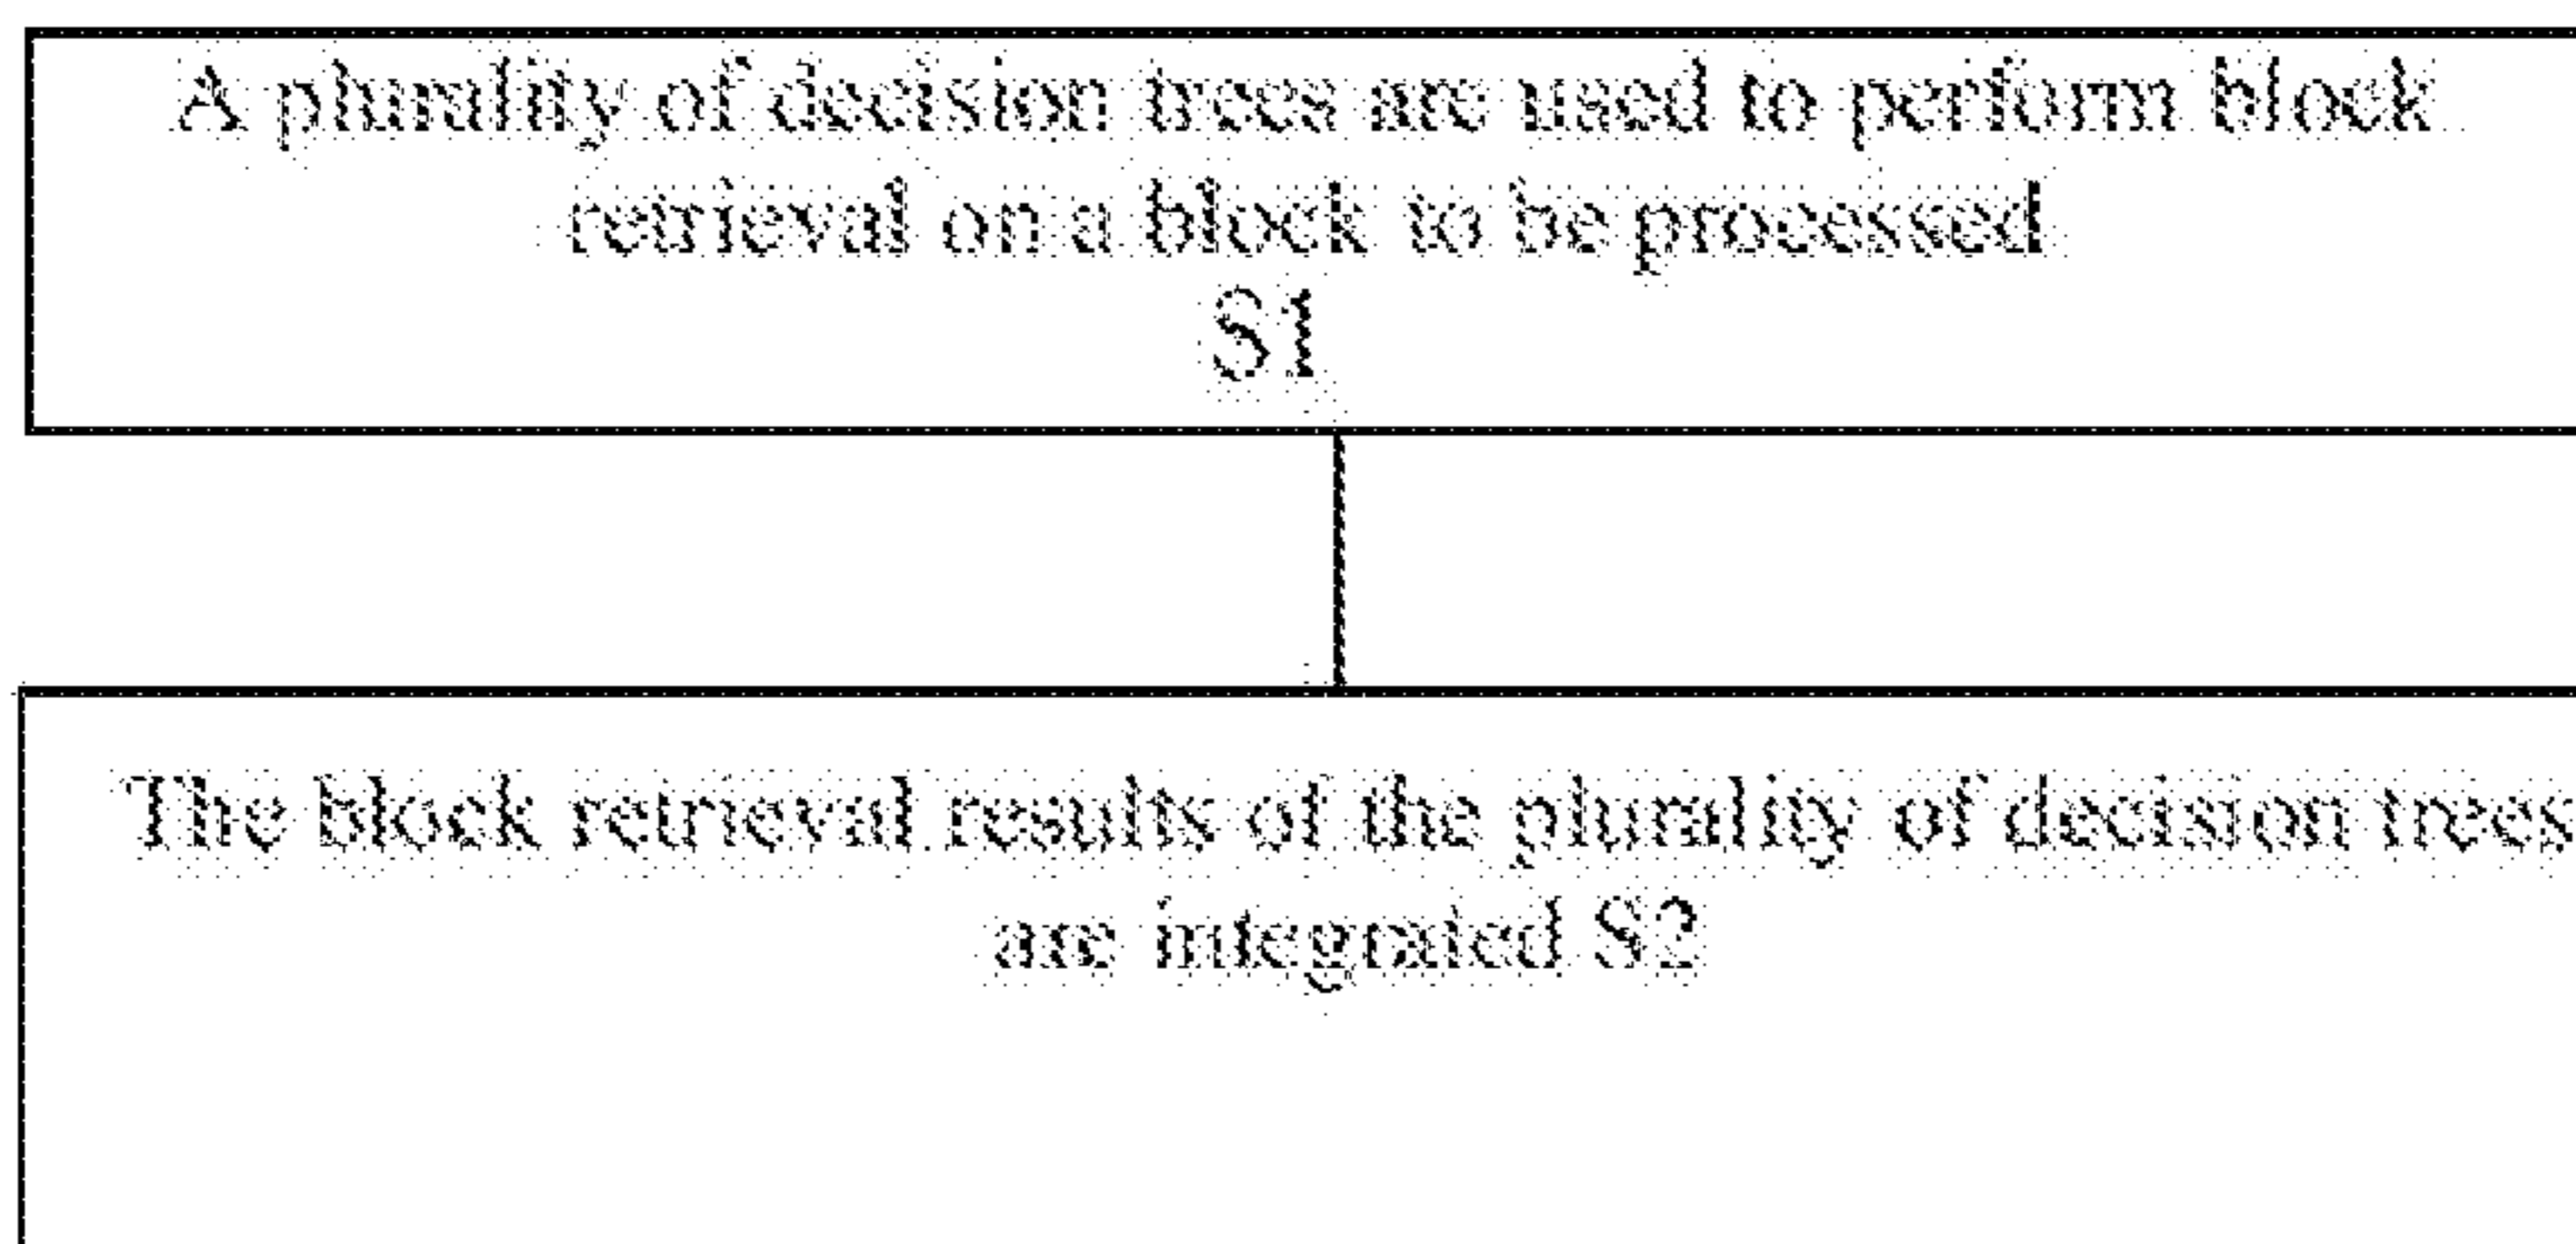 A plurality of decision trees are used to perform block
retrieval on a block to be processed
S1
The block retrieval results of the plurality of decision trees
are integrated S2